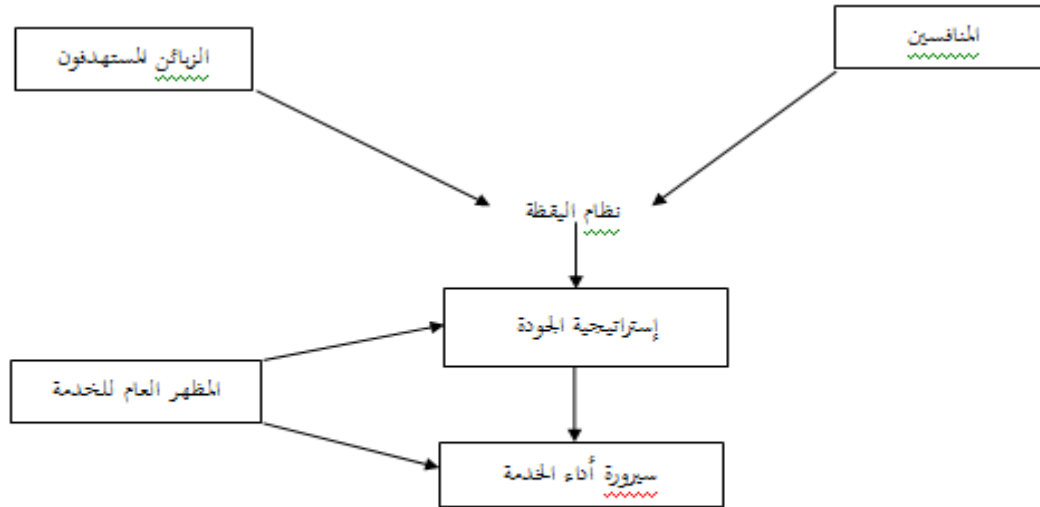 المنافسين
الزبائن المستهدفون
نظام اليقظة
إستراتيجية الجودة
المظهر العام للخدمة
سيرورة أداء الخدمة